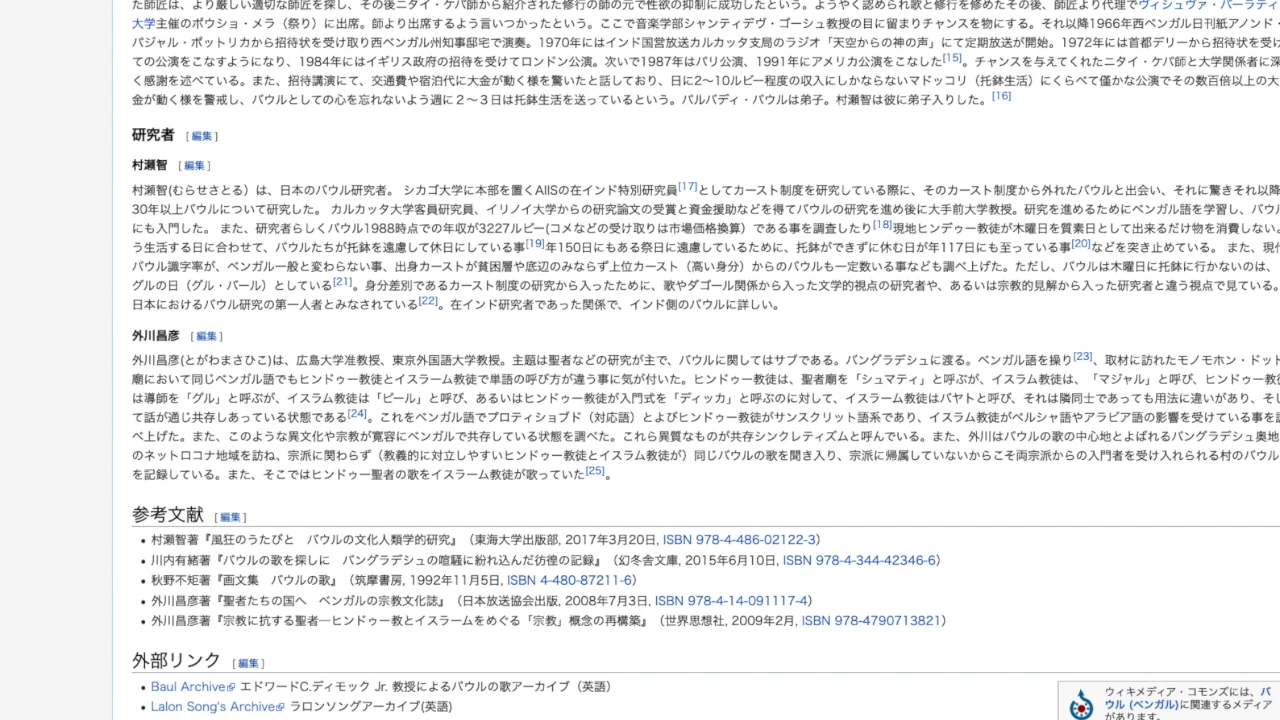 た師匠は、より厳しい適切な師匠を探し、その後ニタイ・ケパ師から紹介された修行の師の元で性欲の抑制に成功したという。ようやく認められ歌と修行を修めたその後、師匠より代理でヴィシュヴァ・バーラティ
大学主催のポウショ・メラ（祭り）に出席。師より出席するよう言いつかったという。ここで音楽学部シャンティデヴ・ゴーシュ教授の目に留まりチャンスを物にする。それ以降1966年西ベンガル日刊紙アノンド・
バジャル・ポットリカから招待状を受け取り西ベンガル州知事邸宅で演奏。1970年にはインド国営放送カルカッタ支局のラジオ「天空からの神の声」にて定期放送が開始。1972年には首都デリーから招待状を受け
ての公演をこなすようになり、1984年にはイギリス政府の招待を受けてロンドン公演。次いで1987年はパリ公演、1991年にアメリカ公演をこなした[15]。チャンスを与えてくれたニタイ・ケパ師と大学関係者に深
く感謝を述べている。また、招待講演にて、交通費や宿泊代に大金が動く様を驚いたと話しており、日に2〜10ルピー程度の収入にしかならないマドゥコリ（托鉢生活）にくらべて僅かな公演でその数百倍以上の大
金が動く様を警戒し、バウルとしての心を忘れないよう週に２〜３日は托鉢生活を送っているという。パルバディ・バウルは弟子。村瀬智は彼に弟子入りした。[16]
研究者 [編集]
村瀬智 [編集]
村瀬智(むらせさとる）は、日本のバウル研究者。 シカゴ大学に本部を置くAIISの在インド特別研究員[17]としてカースト制度を研究している際に、そのカースト制度から外れたバウルと出会い、それに驚きそれ以降
30年以上バウルについて研究した。 カルカッタ大学客員研究員、イリノイ大学からの研究論文の受賞と資金援助などを得てバウルの研究を進め後に大手前大学教授。研究を進めるためにベンガル語を学習し、バウル
にも入門した。 また、研究者らしくバウル1988時点での年収が3227ルピー(コメなどの受け取りは市場価格換算）である事を調査したり[18]現地ヒンデゥー教徒が木曜日を質素日として出来るだけ物を消費しない。
う生活する日に合わせて、バウルたちが托鉢を遠慮して休日にしている事[19]年150日にもある祭日に遠慮しているために、托鉢ができずに休む日が年117日にも至っている事[20]などを突き止めている。 また、現代
バウル識字率が、ベンガル一般と変わらない事、出身カーストが貧困層や底辺のみならず上位カースト（高い身分）からのバウルも一定数いる事なども調べ上げた。ただし、バウルは木曜日に托鉢に行かないのは、
グルの日（グル・バール）としている[21]。身分差別であるカースト制度の研究から入ったために、歌やダゴール関係から入った文学的視点の研究者や、あるいは宗教的見解から入った研究者と違う視点で見ている。
日本におけるバウル研究の第一人者とみなされている[22]。在インド研究者であった関係で、インド側のバウルに詳しい。
外川昌彦 [編集]
外川昌彦(とがわまさひこ)は、広島大学准教授、東京外国語大学教授。主題は聖者などの研究が主で、バウルに関してはサブである。バングラデシュに渡る。ベンガル語を操り[23]、取材に訪れたモノモホン・ドット
廟において同じベンガル語でもヒンドゥー教徒とイスラーム教徒で単語の呼び方が違う事に気が付いた。ヒンドゥー教徒は、聖者廟を「シュマティ」と呼ぶが、イスラム教徒は、「マジャル」と呼び、ヒンドゥー教徒
は導師を「グル」と呼ぶが、イスラム教徒は「ピール」と呼び、あるいはヒンドゥー教徒が入門式を「ディッカ」と呼ぶのに対して、イスラーム教徒はバヤトと呼び、それは隣同士であっても用法に違いがあり、そし
て話が通じ共存しあっている状態である[24]。これをベンガル語でプロティショブド（対応語）とよびヒンドゥー教徒がサンスクリット語系であり、イスラーム教徒がペルシャ語やアラビア語の影響を受けている事を調
べ上げた。また、このような異文化や宗教が寛容にベンガルで共存している状態を調べた。これら異質なものが共存シンクレティズムと呼んでいる。また、外川はバウルの歌の中心地とよばれるバングラデシュ奥地
のネットロコナ地域を訪ね、宗派に関わらず（教義的に対立しやすいヒンドゥー教徒とイスラム教徒が）同じバウルの歌を聞き入り、宗派に帰属していないからこそ両宗派からの入門者を受け入れられる村のバウル
を記録している。また、そこではヒンドゥー聖者の歌をイスラーム教徒が歌っていた[25]。
参考文献 [編集]
• 村瀬智著『風狂のうたびと　バウルの文化人類学的研究』（東海大学出版部, 2017年3月20日, ISBN 978-4-486-02122-3）
• 川内有緒著『バウルの歌を探しに　バングラデシュの喧騒に紛れ込んだ彷徨の記録』（幻冬舎文庫, 2015年6月10日, ISBN 978-4-344-42346-6）
• 秋野不矩著『画文集　バウルの歌』（筑摩書房, 1992年11月5日, ISBN 4-480-87211-6）
• 外川昌彦著『聖者たちの国へ　ベンガルの宗教文化誌』（日本放送協会出版, 2008年7月3日, ISBN 978-4-14-091117-4）
• 外川昌彦著『宗教に抗する聖者―ヒンドゥー教とイスラームをめぐる「宗教」概念の再構築』（世界思想社, 2009年2月, ISBN 978-4790713821）
外部リンク [編集]
• Baul Archive エドワードC.ディモック Jr. 教授によるバウルの歌アーカイブ（英語）
• Lalon Song's Archive ラロンソングアーカイブ(英語)
ウィキメディア・コモンズには、バ
ウル (ベンガル)に関連するメディア
があります。